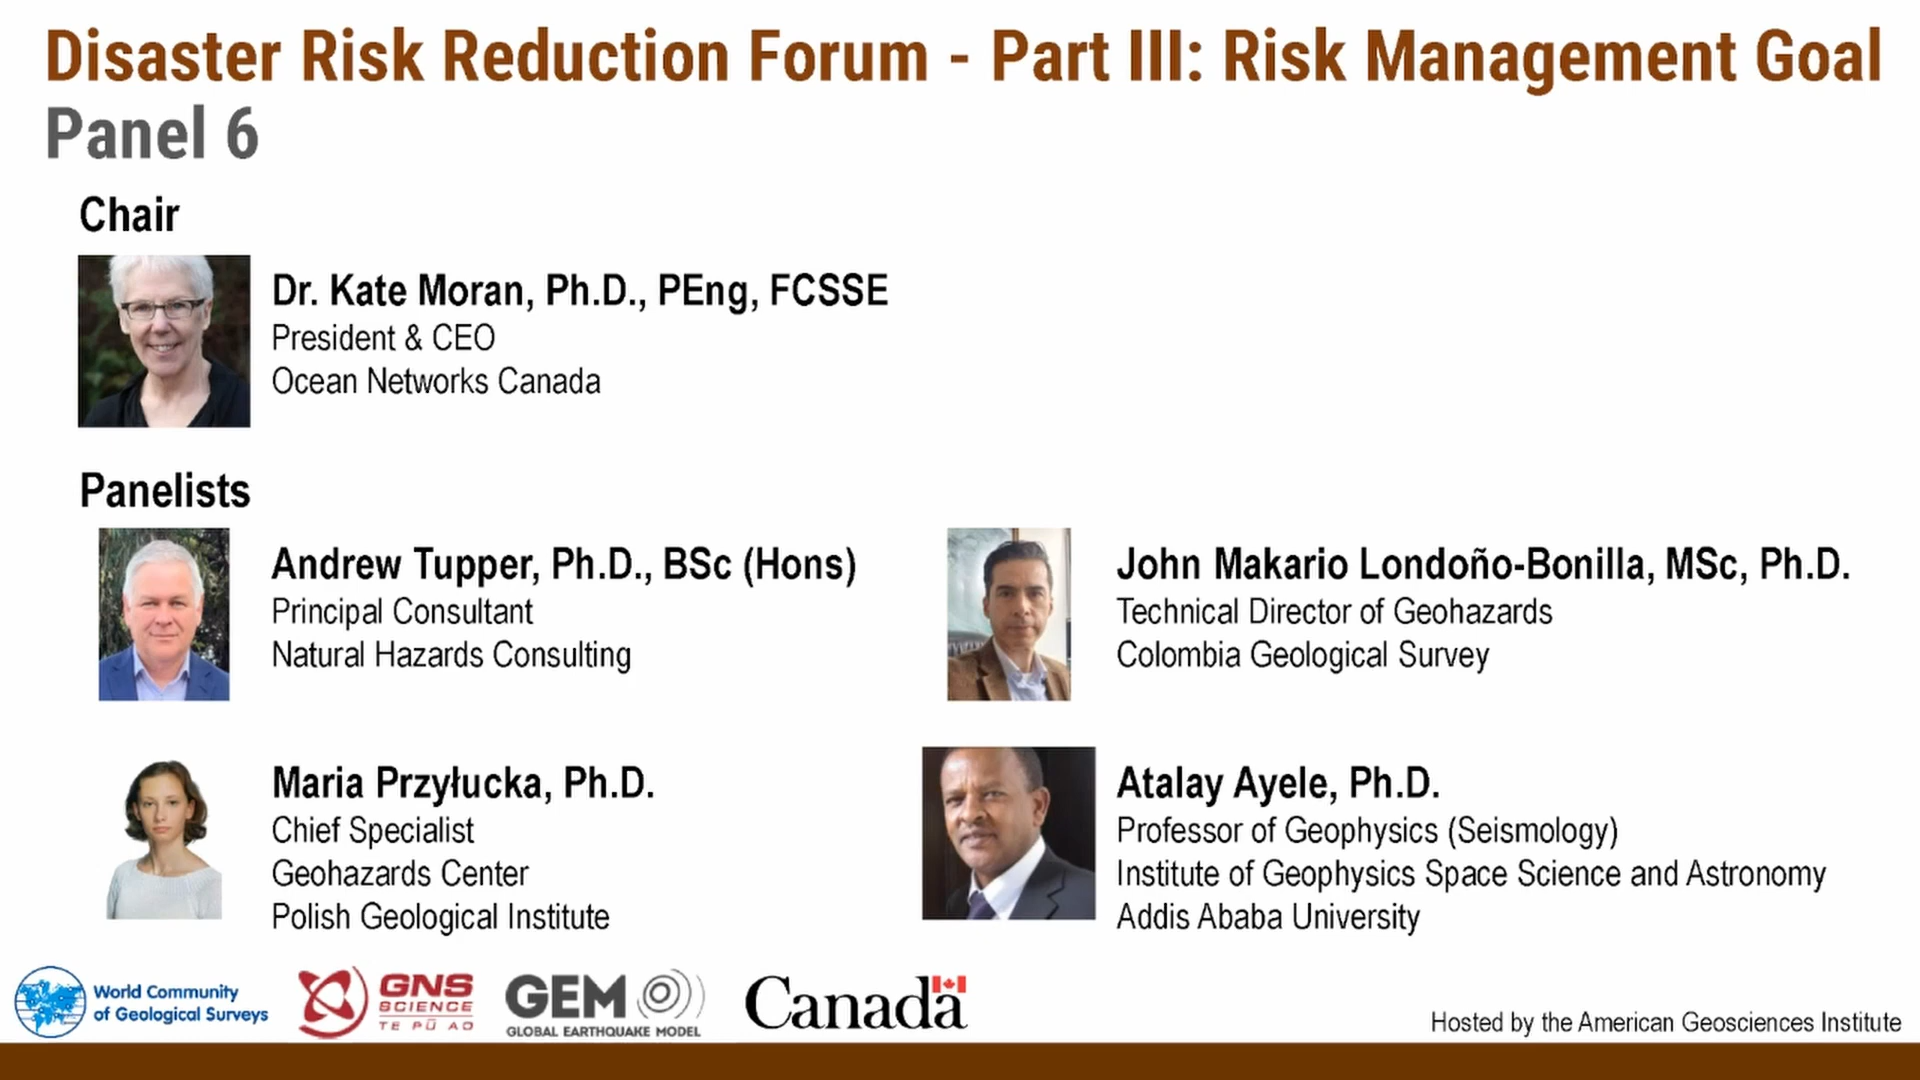 Disaster Risk Reduction Forum - Part III: Risk Management Goal
Panel 6
Chair
Dr. Kate Moran, Ph.D., PEng, FCSSE
President & CEO
Ocean Networks Canada
Panelists
Andrew Tupper, Ph.D., BSc (Hons)
Principal Consultant
Natural Hazards Consulting
John Makario Londoño-Bonilla, MSc, Ph.D.
Technical Director of Geohazards
Colombia Geological Survey
Maria Przyłucka, Ph.D.
Chief Specialist
Geohazards Center
Polish Geological Institute
Atalay Ayele, Ph.D.
Professor of Geophysics (Seismology)
Institute of Geophysics Space Science and Astronomy
Addis Ababa University
World Community
of Geological Surveys
GNS
SCIENCE
TE PŪ AO
GEM
GLOBAL EARTHQUAKE MODEL
Canada
Hosted by the American Geosciences Institute